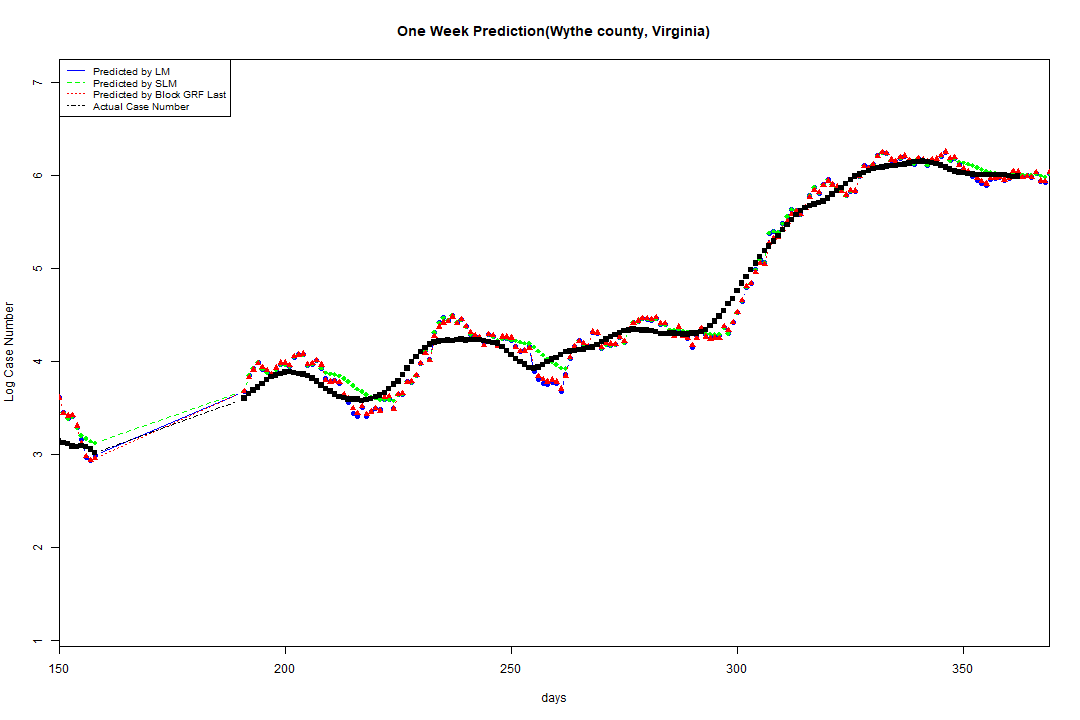 One Week Prediction(Wythe county, Virginia)
Predicted by LM
Predicted by SLM
Predicted by Block GRF Last
Actual Case Number
7
6
5
4
3
2
1
Log Case Number
150 200 250 300 350
days